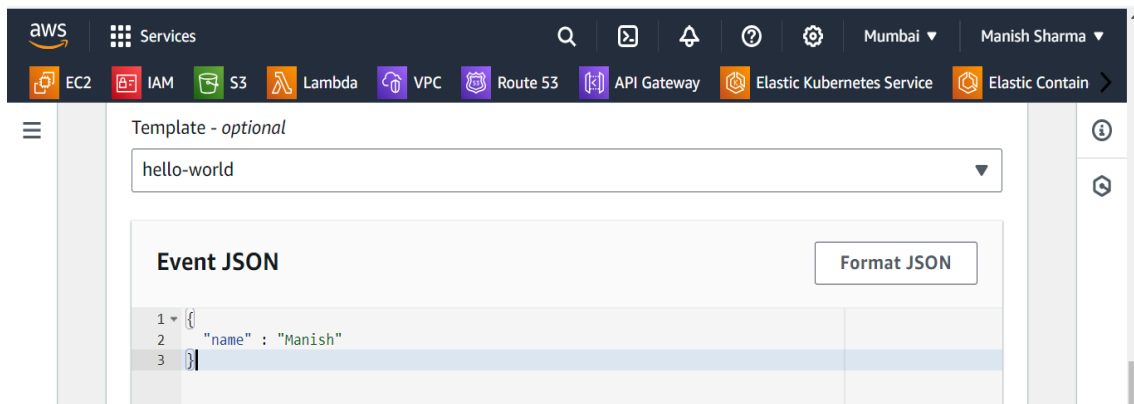 aws Services Mumbai ▼ Manish Sharma ▼
EC2 IAM S3 Lambda VPC Route 53 API Gateway Elastic Kubernetes Service Elastic Contain
Template - optional
hello-world
Event JSON Format JSON
1 {
2 "name" : "Manish"
3 }